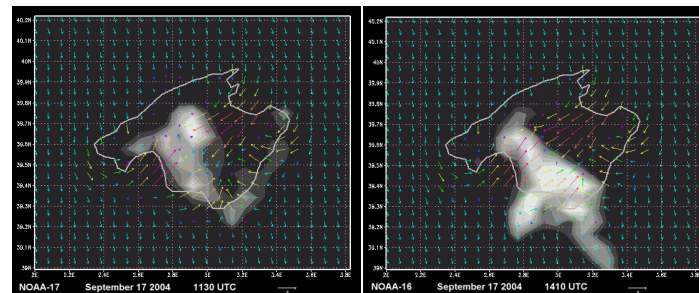 40.2N
40.1N
40N
39.9N
39.8N
39.7N
39.6N
39.5N
39.4N
39.3N
39.2N
39.1N
39N
2E 2.2E 2.4E 2.6E 2.8E 3E 3.2E 3.4E 3.6E 3.8E
NOAA-17 September 17 2004 1130 UTC
40.2N
40.1N
40N
39.9N
39.8N
39.7N
39.6N
39.5N
39.4N
39.3N
39.2N
39.1N
39N
2E 2.2E 2.4E 2.6E 2.8E 3E 3.2E 3.4E 3.6E 3.8E
NOAA-16 September 17 2004 1410 UTC